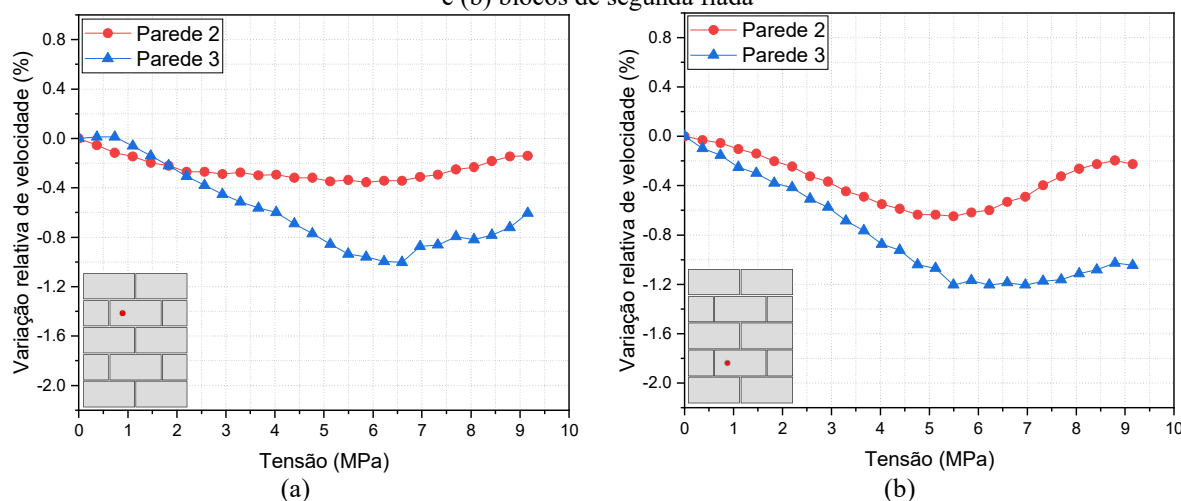 e (b) blocos de segunda fiada
0.8
0.4
0.0
-0.4
-0.8
-1.2
-1.6
-2.0
Variação relativa de velocidade (%)
Parede 2
Parede 3
0 1 2 3 4 5 6 7 8 9 10
Tensão (MPa)
(a)
0.8
0.4
0.0
-0.4
-0.8
-1.2
-1.6
-2.0
Variação relativa de velocidade (%)
Parede 2
Parede 3
0 1 2 3 4 5 6 7 8 9 10
Tensão (MPa)
(b)